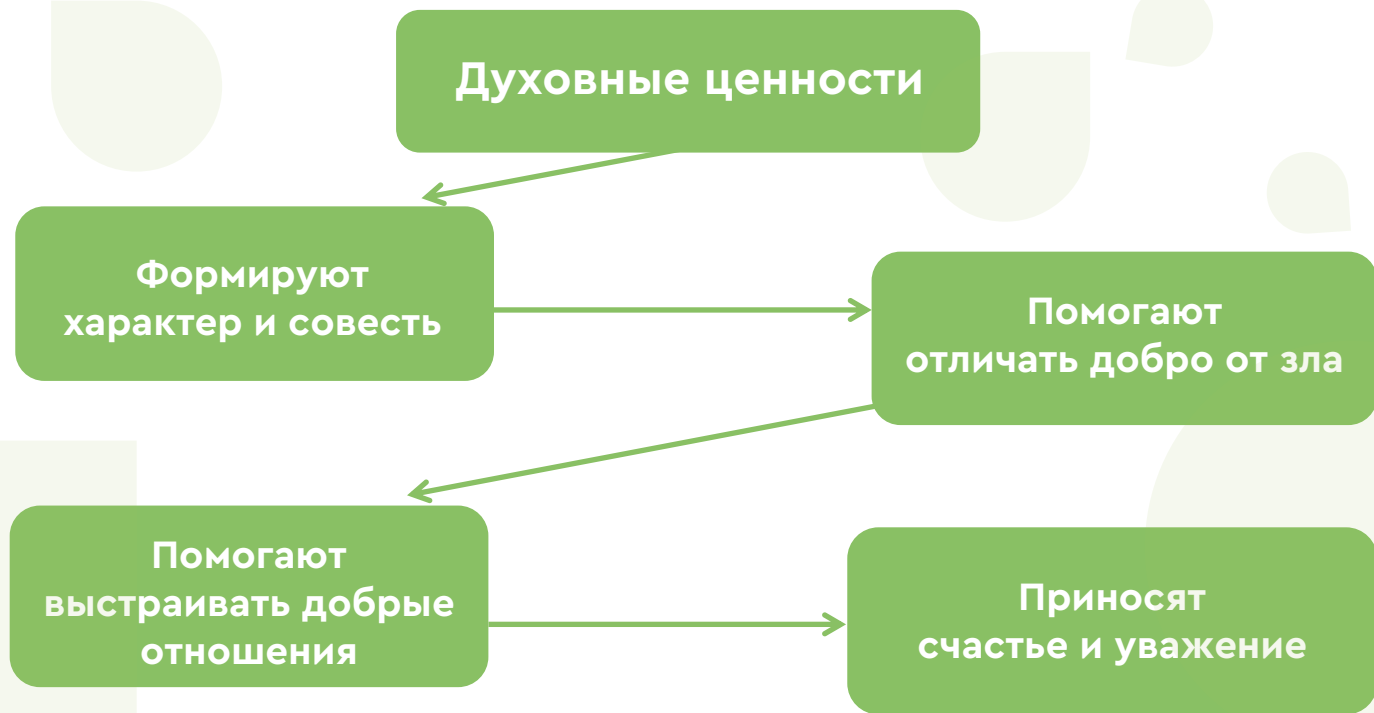 Духовные ценности
Формируют
характер и совесть
Помогают
отличать добро от зла
Помогают
выстраивать добрые
отношения
Приносят
счастье и уважение